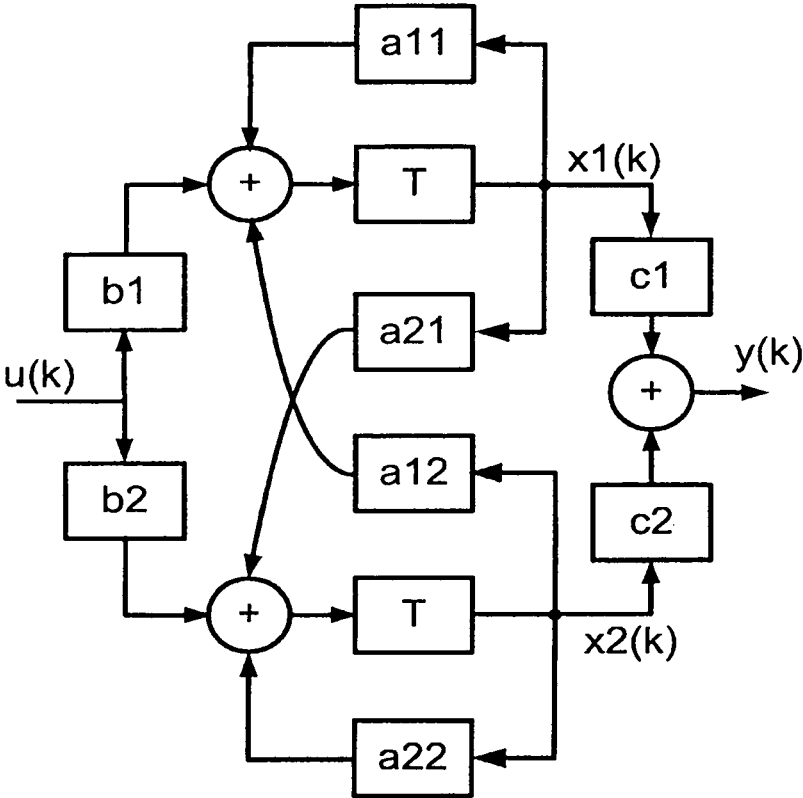 a11
x1(k)
+
T
b1
c1
a21
u(k)
y(k)
+
a12
b2
c2
+
T
x2(k)
a22